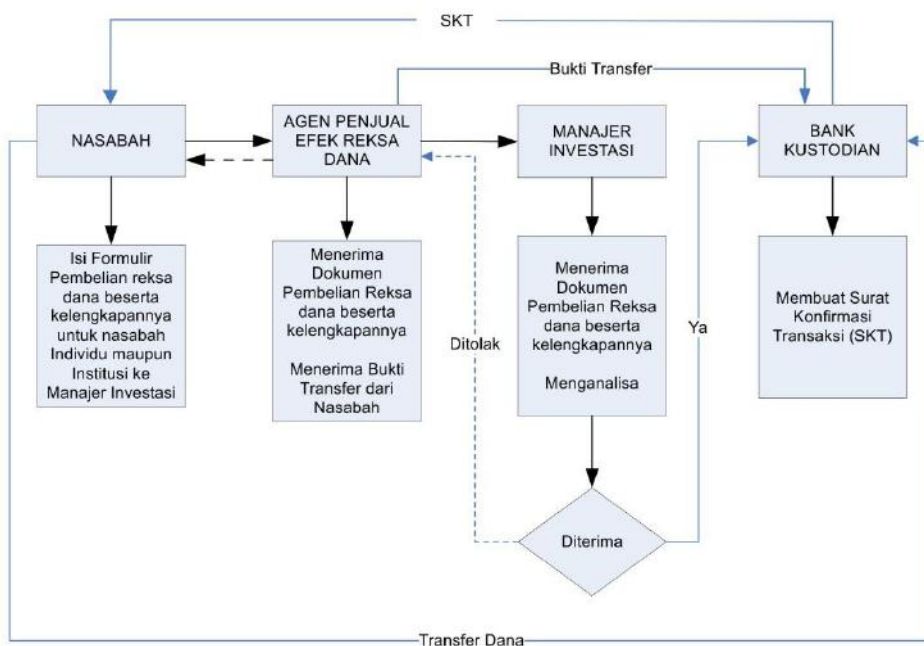 SKT
Bukti Transfer
NASABAH
AGEN PENJUAL
EFEK REKSA
DANA
MANAJER
INVESTASI
BANK
KUSTODIAN
Isi Formulir
Pembelian reksa
dana beserta
kelengkapannya
untuk nasabah
Individu maupun
Institusi ke
Manajer Investasi
Menerima
Dokumen
Pembelian Reksa
dana beserta
kelengkapannya
Menerima Bukti
Transfer dari
Nasabah
Ditolak
Menerima
Dokumen
Pembelian Reksa
dana beserta
kelengkapannya
Menganalisa
Ya
Membuat Surat
Konfirmasi
Transaksi (SKT)
Diterima
Transfer Dana